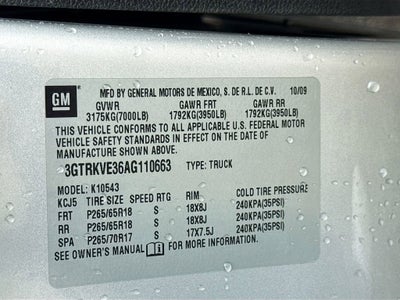 GM
MFD BY GENERAL MOTORS DE MEXICO, S. DE R.L. DE C.V. 10/09
GVWR GAWR FRT GAWR RR
3175KG(7000LB) 1792KG(3950LB) 1792KG(3950LB)
THIS VEHICLE CONFORMS TO ALL APPLICABLE U.S. FEDERAL MOTOR
VEHICLE SAFETY STANDARDS IN EFFECT ON THE DATE OF
MANUFACTURE SHOWN ABOVE.
3GTRKVE36AG110663 TYPE: TRUCK
MODEL: K10543
KCJ5 TIRE SIZE SPEED RTG RIM COLD TIRE PRESSURE
FRT P265/65R18 S 18X8J 240KPA(35PSI)
RR P265/65R18 S 18X8J 240KPA(35PSI)
SPA P265/70R17 S 17X7.5J 240KPA(35PSI)
SEE OWNER'S MANUAL FOR MORE INFORMATION.